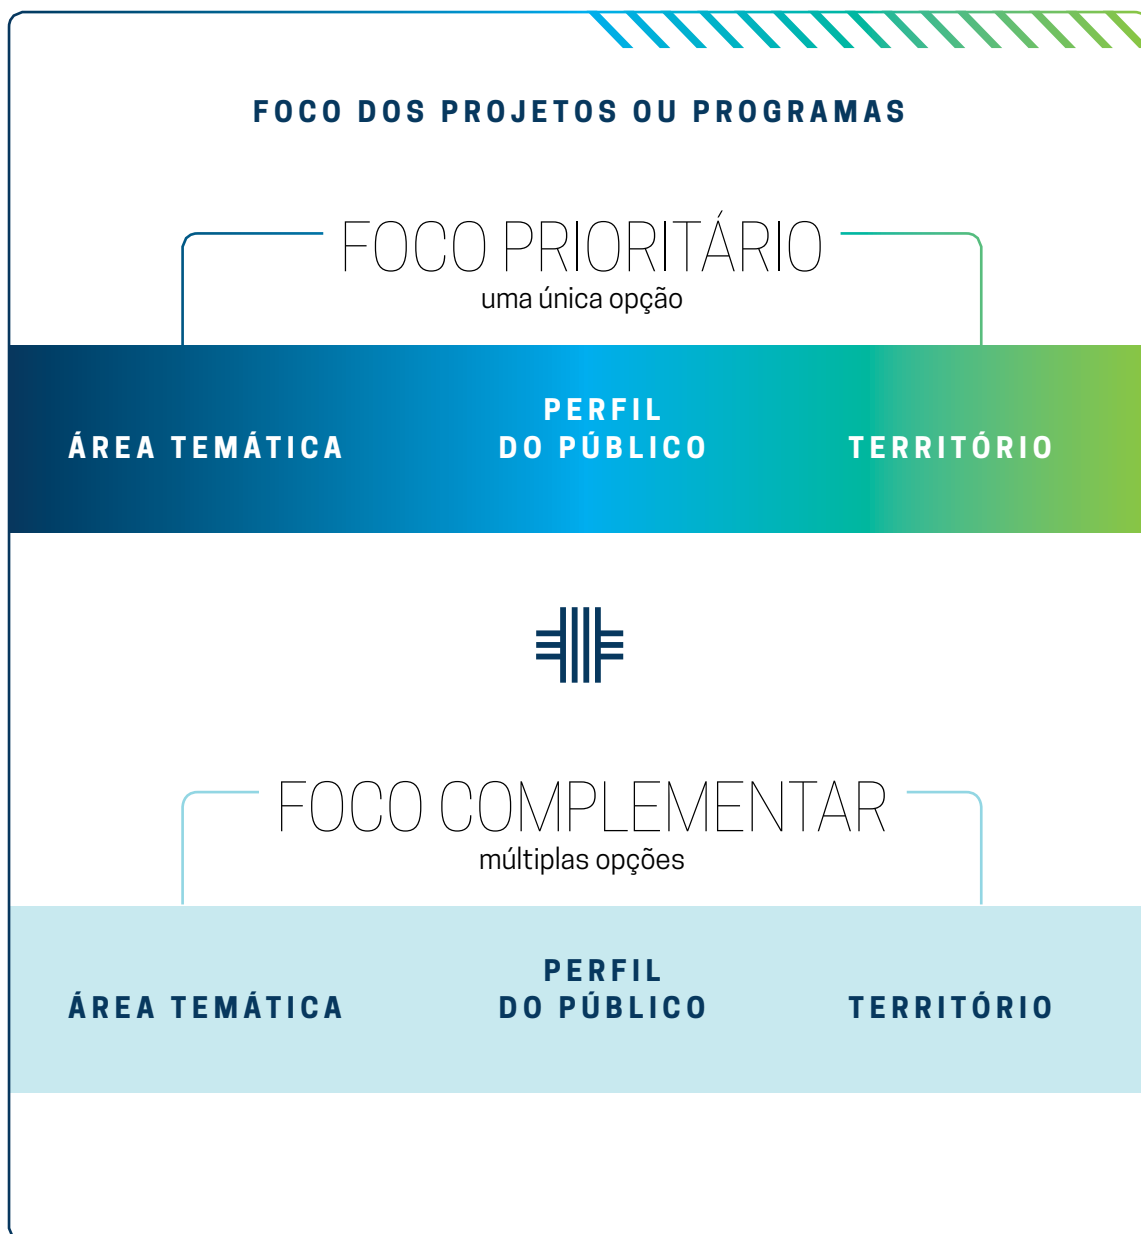 FOCO DOS PROJETOS OU PROGRAMAS
FOCO PRIORITÁRIO
uma única opção
ÁREA TEMÁTICA
PERFIL
DO PÚBLICO
TERRITÓRIO
FOCO COMPLEMENTAR
múltiplas opções
ÁREA TEMÁTICA
PERFIL
DO PÚBLICO
TERRITÓRIO